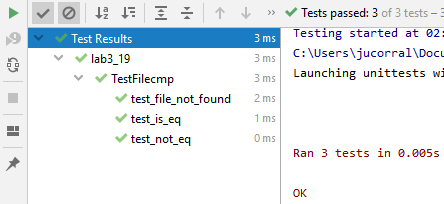 Tests passed: 3 of 3 tests – 3
Test Results 3 ms
lab3_19 3 ms
TestFilecmp 3 ms
test_file_not_found 2 ms
test_is_eq 1 ms
test_not_eq 0 ms
Testing started at 02:
C:\Users\jucorral\Docu
Launching unittests wi
Ran 3 tests in 0.005s
OK